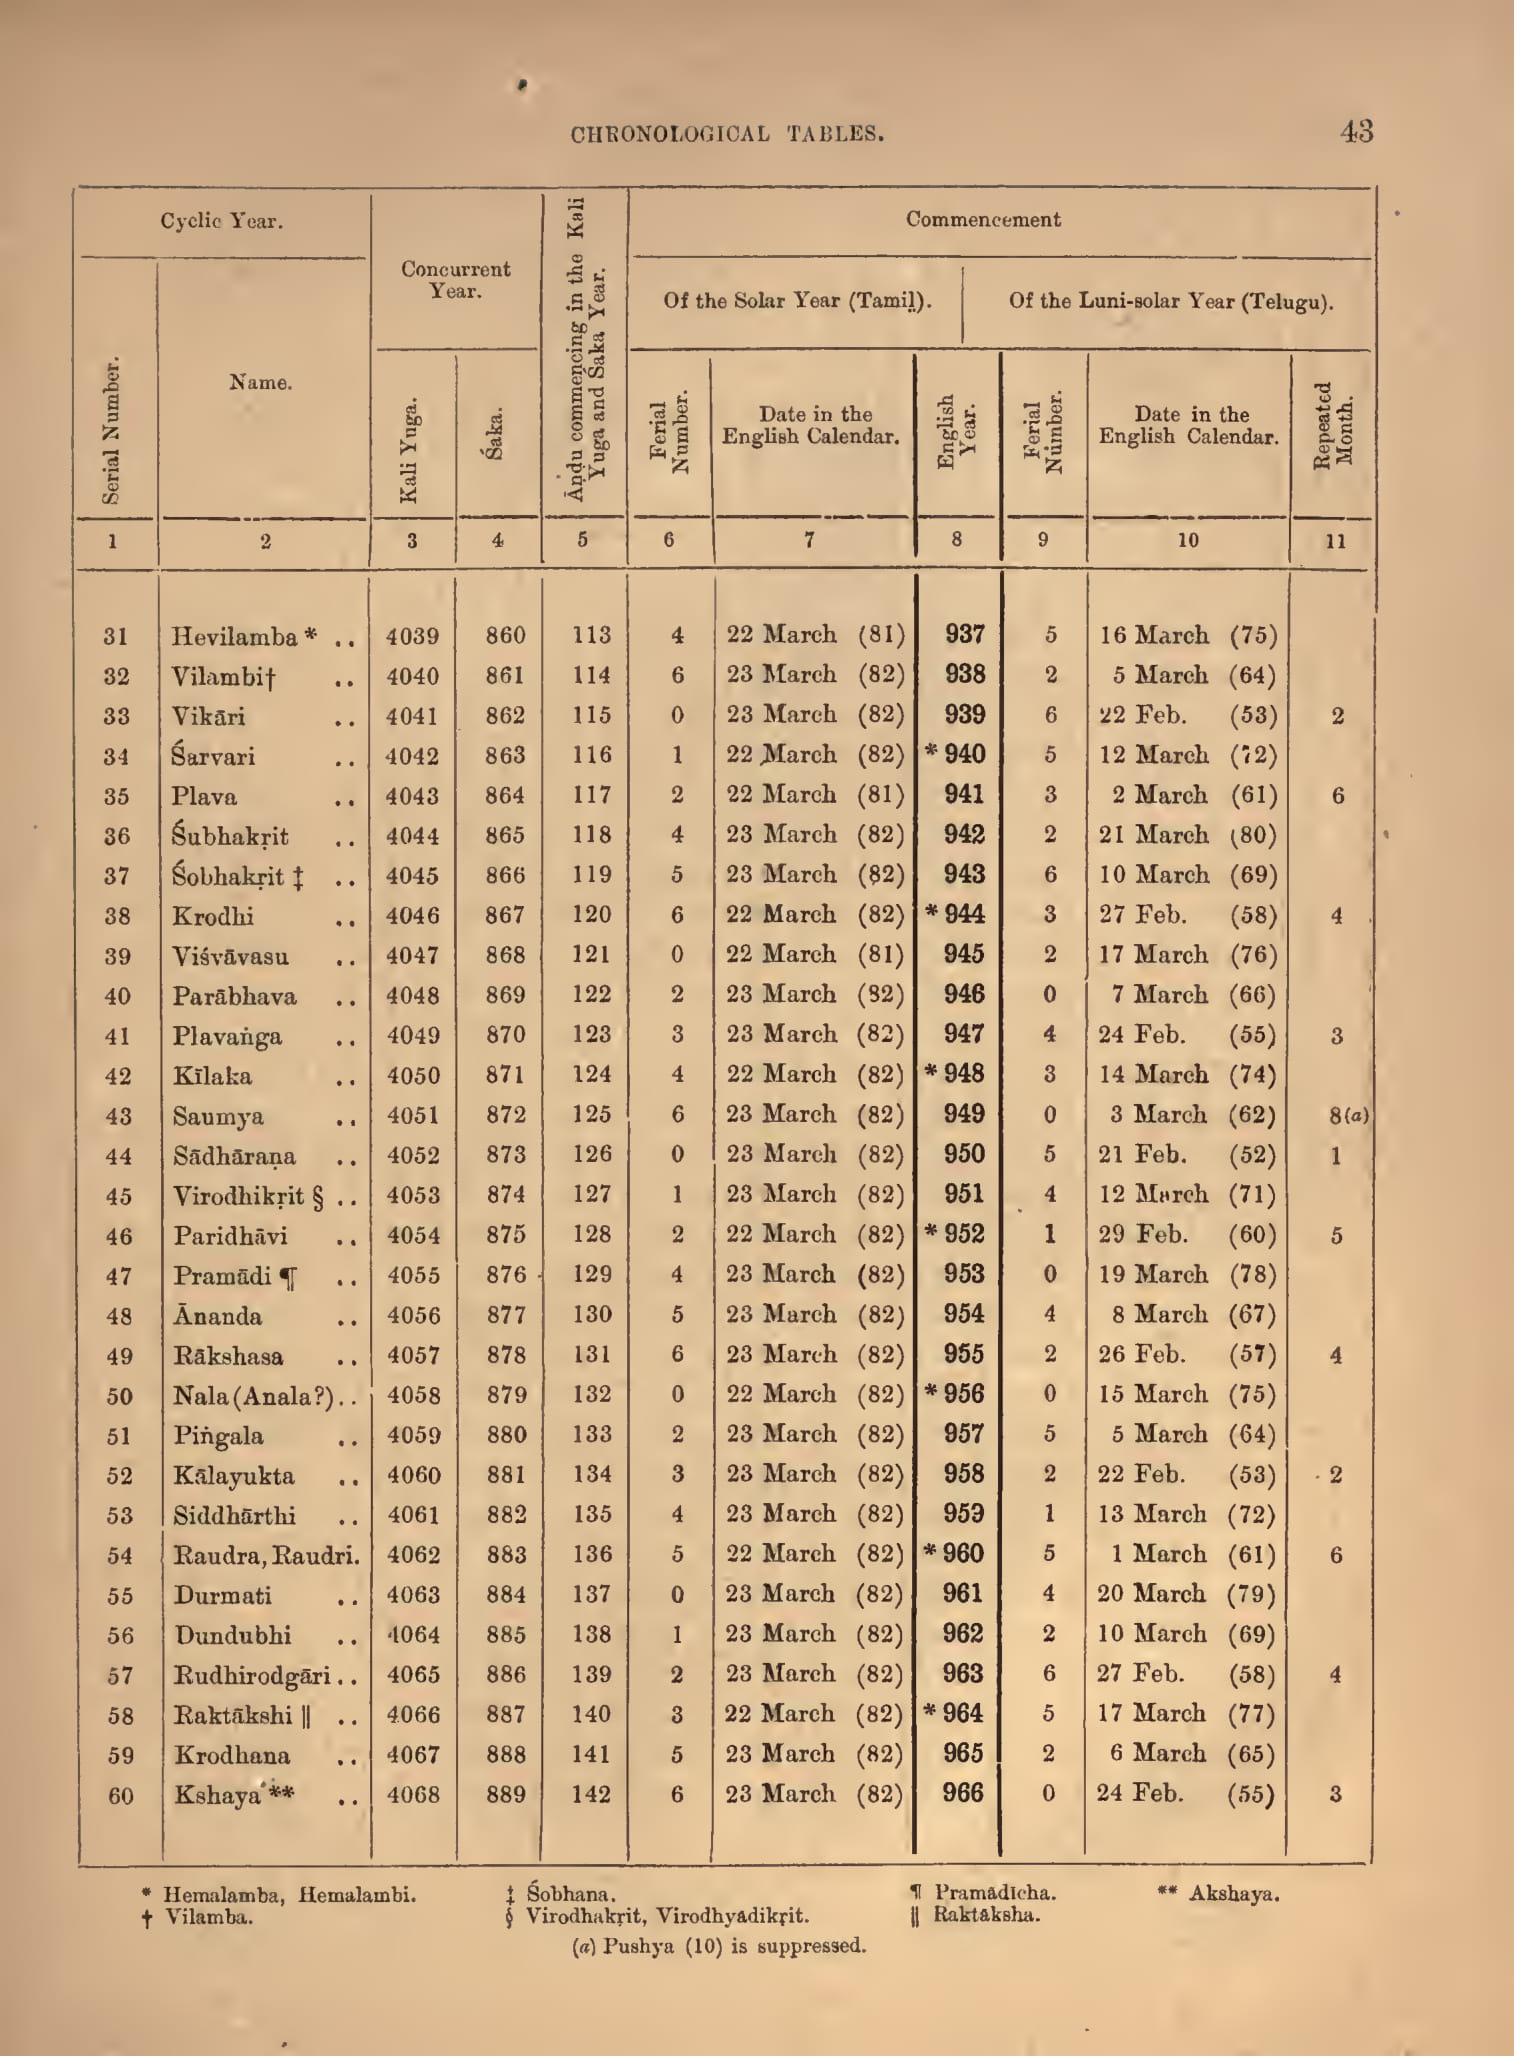 CHRONOLOGICAL TABLES. 43
Cyclic Year.
Concurrent Year.
Āṇḍu commencing in the Kali Yuga and Śaka Year.
Commencement
Of the Solar Year (Tamiḷ). Of the Luni-solar Year (Telugu).
Serial Number. Name. Kali Yuga. Śaka. Ferial Number. Date in the English Calendar. English Year. Ferial Number. Date in the English Calendar. Repeated Month.
1 2 3 4 5 6 7 8 9 10 11
31 Hevilamba * .. 4039 860 113 4 22 March (81) 937 5 16 March (75)
32 Vilambi† .. 4040 861 114 6 23 March (82) 938 2 5 March (64)
33 Vikāri .. 4041 862 115 0 23 March (82) 939 6 22 Feb. (53) 2
34 Śarvari .. 4042 863 116 1 22 March (82) * 940 5 12 March (72)
35 Plava .. 4043 864 117 2 22 March (81) 941 3 2 March (61) 6
36 Śubhakṛit .. 4044 865 118 4 23 March (82) 942 2 21 March (80)
37 Śobhakṛit ‡ .. 4045 866 119 5 23 March (82) 943 6 10 March (69)
38 Krodhi .. 4046 867 120 6 22 March (82) * 944 3 27 Feb. (58) 4
39 Viśvāvasu .. 4047 868 121 0 22 March (81) 945 2 17 March (76)
40 Parābhava .. 4048 869 122 2 23 March (82) 946 0 7 March (66)
41 Plavaṅga .. 4049 870 123 3 23 March (82) 947 4 24 Feb. (55) 3
42 Kīlaka .. 4050 871 124 4 22 March (82) * 948 3 14 March (74)
43 Saumya .. 4051 872 125 6 23 March (82) 949 0 3 March (62) 8(a)
44 Sādhāraṇa .. 4052 873 126 0 23 March (82) 950 5 21 Feb. (52) 1
45 Virodhikṛit § .. 4053 874 127 1 23 March (82) 951 4 12 March (71)
46 Paridhāvi .. 4054 875 128 2 22 March (82) * 952 1 29 Feb. (60) 5
47 Pramādi ¶ .. 4055 876 129 4 23 March (82) 953 0 19 March (78)
48 Ānanda .. 4056 877 130 5 23 March (82) 954 4 8 March (67)
49 Rākshasa .. 4057 878 131 6 23 March (82) 955 2 26 Feb. (57) 4
50 Nala (Anala?) .. 4058 879 132 0 22 March (82) * 956 0 15 March (75)
51 Piṅgala .. 4059 880 133 2 23 March (82) 957 5 5 March (64)
52 Kālayukta .. 4060 881 134 3 23 March (82) 958 2 22 Feb. (53) 2
53 Siddhārthi .. 4061 882 135 4 23 March (82) 959 1 13 March (72)
54 Raudra, Raudri. 4062 883 136 5 22 March (82) * 960 5 1 March (61) 6
55 Durmati .. 4063 884 137 0 23 March (82) 961 4 20 March (79)
56 Dundubhi .. 4064 885 138 1 23 March (82) 962 2 10 March (69)
57 Rudhirodgāri .. 4065 886 139 2 23 March (82) 963 6 27 Feb. (58) 4
58 Raktākshi ‖ .. 4066 887 140 3 22 March (82) * 964 5 17 March (77)
59 Krodhana .. 4067 888 141 5 23 March (82) 965 2 6 March (65)
60 Kshaya ** .. 4068 889 142 6 23 March (82) 966 0 24 Feb. (55) 3
* Hemalamba, Hemalambi. ‡ Śobhana. ¶ Pramādīcha. ** Akshaya.
† Vilamba. § Virodhakṛit, Virodhyādikṛit. ‖ Raktāksha.
(a) Pushya (10) is suppressed.